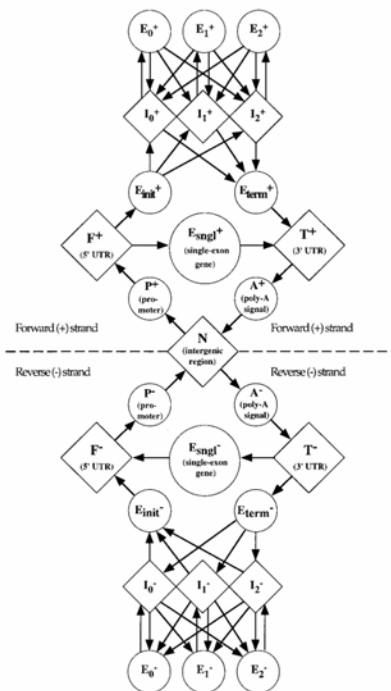 E₀⁺ E₁⁺ E₂⁺
I₀⁺ I₁⁺ I₂⁺
Einit⁺ Eterm⁺
F⁺
(5' UTR)
Esngl⁺
(single-exon
gene)
T⁺
(3' UTR)
P⁺
(pro-
moter)
A⁺
(poly-A
signal)
Forward (+) strand
N
(intergenic
region)
Forward (+) strand
Reverse (-) strand
Reverse (-) strand
P⁻
(pro-
moter)
A⁻
(poly-A
signal)
F⁻
(5' UTR)
Esngl⁻
(single-exon
gene)
T⁻
(3' UTR)
Einit⁻ Eterm⁻
I₀⁻ I₁⁻ I₂⁻
E₀⁻ E₁⁻ E₂⁻